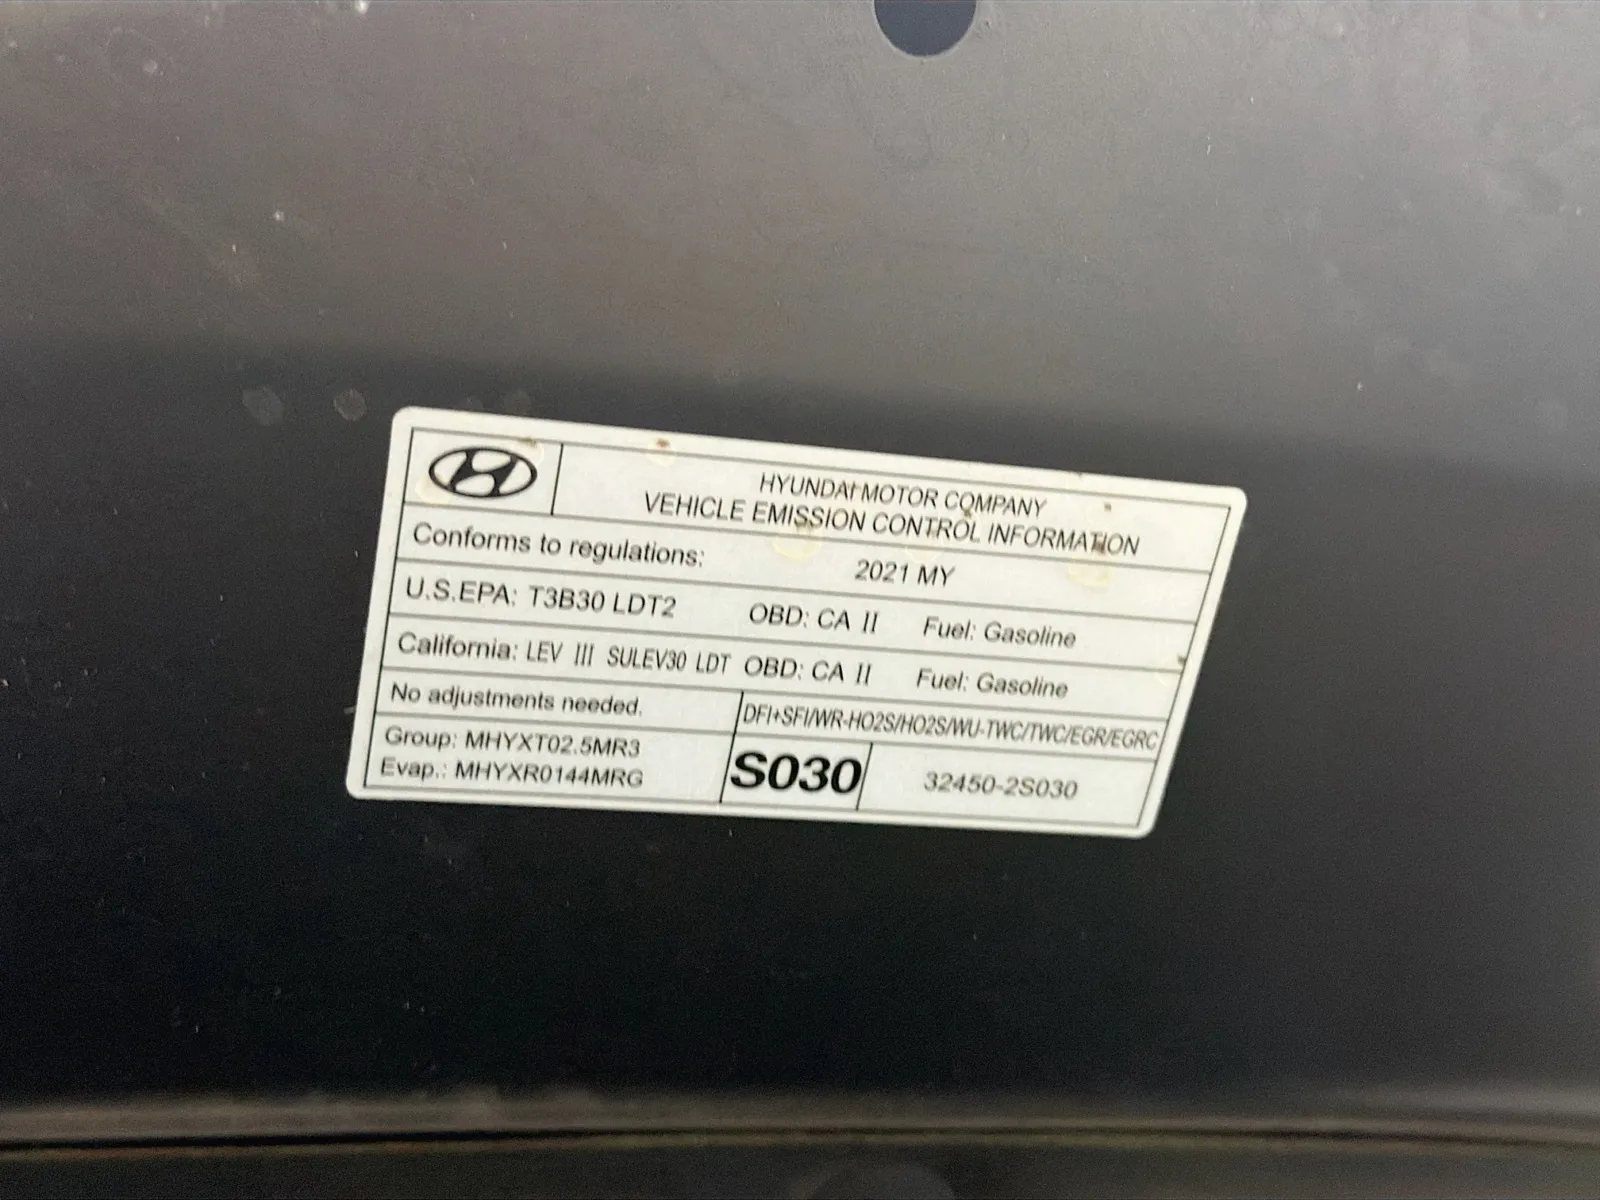 HYUNDAI MOTOR COMPANY
VEHICLE EMISSION CONTROL INFORMATION
Conforms to regulations: 2021 MY
U.S.EPA: T3B30 LDT2 OBD: CA II Fuel: Gasoline
California: LEV III SULEV30 LDT OBD: CA II Fuel: Gasoline
No adjustments needed. DFI+SFI/WR-HO2S/HO2S/WU-TWC/TWC/EGR/EGRC
Group: MHYXT02.5MR3
Evap.: MHYXR0144MRG
S030 32450-2S030